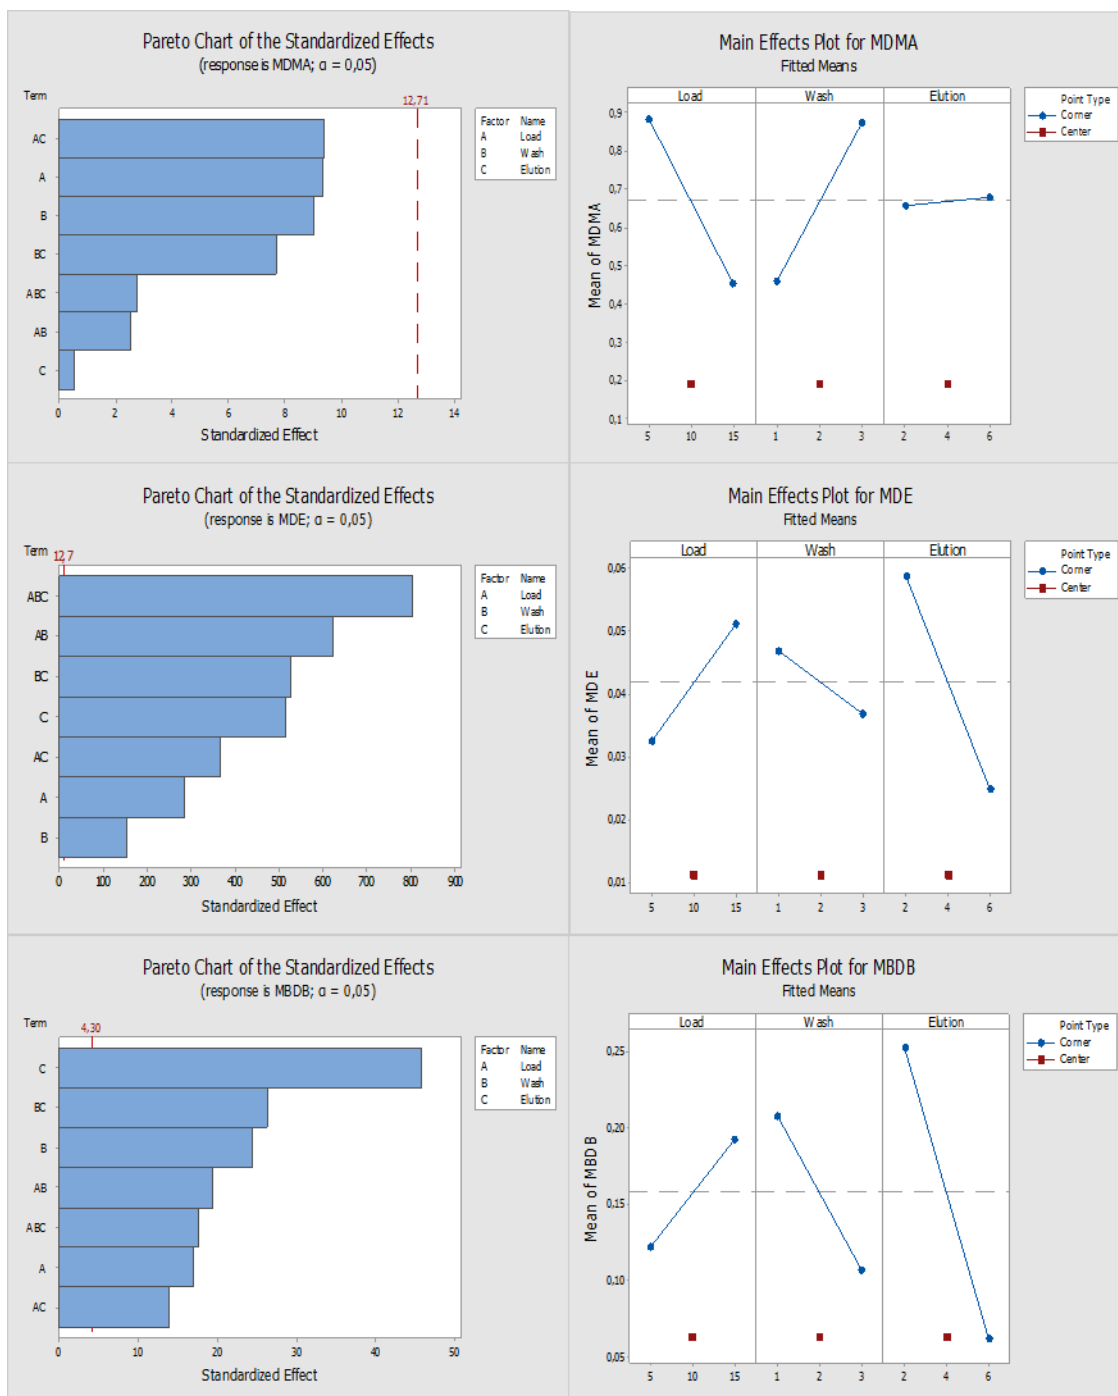 Pareto Chart of the Standardized Effects
(response is MDMA; α = 0,05)
Term
12,71
AC
A
B
BC
ABC
AB
C
0 2 4 6 8 10 12 14
Standardized Effect
Factor Name
A Load
B Wash
C Elution
Main Effects Plot for MDMA
Fitted Means
Load Wash Elution
Mean of MDMA
0,9
0,8
0,7
0,6
0,5
0,4
0,3
0,2
0,1
5 10 15 1 2 3 2 4 6
Point Type
Corner
Center
Pareto Chart of the Standardized Effects
(response is MDE; α = 0,05)
Term
12,7
ABC
AB
BC
C
AC
A
B
0 100 200 300 400 500 600 700 800 900
Standardized Effect
Factor Name
A Load
B Wash
C Elution
Main Effects Plot for MDE
Fitted Means
Load Wash Elution
Mean of MDE
0,06
0,05
0,04
0,03
0,02
0,01
5 10 15 1 2 3 2 4 6
Point Type
Corner
Center
Pareto Chart of the Standardized Effects
(response is MBDB; α = 0,05)
Term
4,30
C
BC
B
AB
ABC
A
AC
0 10 20 30 40 50
Standardized Effect
Factor Name
A Load
B Wash
C Elution
Main Effects Plot for MBDB
Fitted Means
Load Wash Elution
Mean of MBDB
0,25
0,20
0,15
0,10
0,05
5 10 15 1 2 3 2 4 6
Point Type
Corner
Center